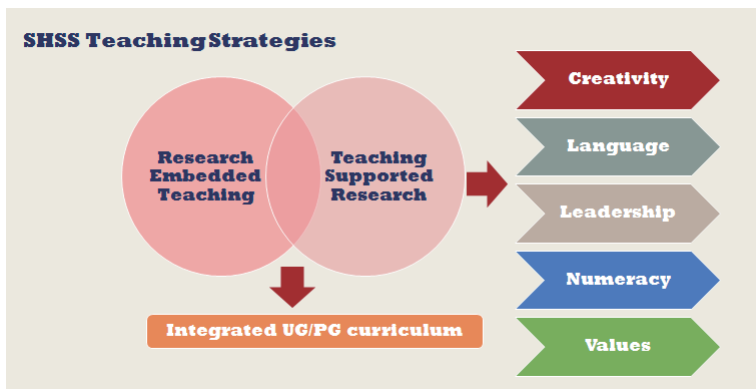 SHSS Teaching Strategies
Research
Embedded
Teaching
Teaching
Supported
Research
Integrated UG/PG curriculum
Creativity
Language
Leadership
Numeracy
Values